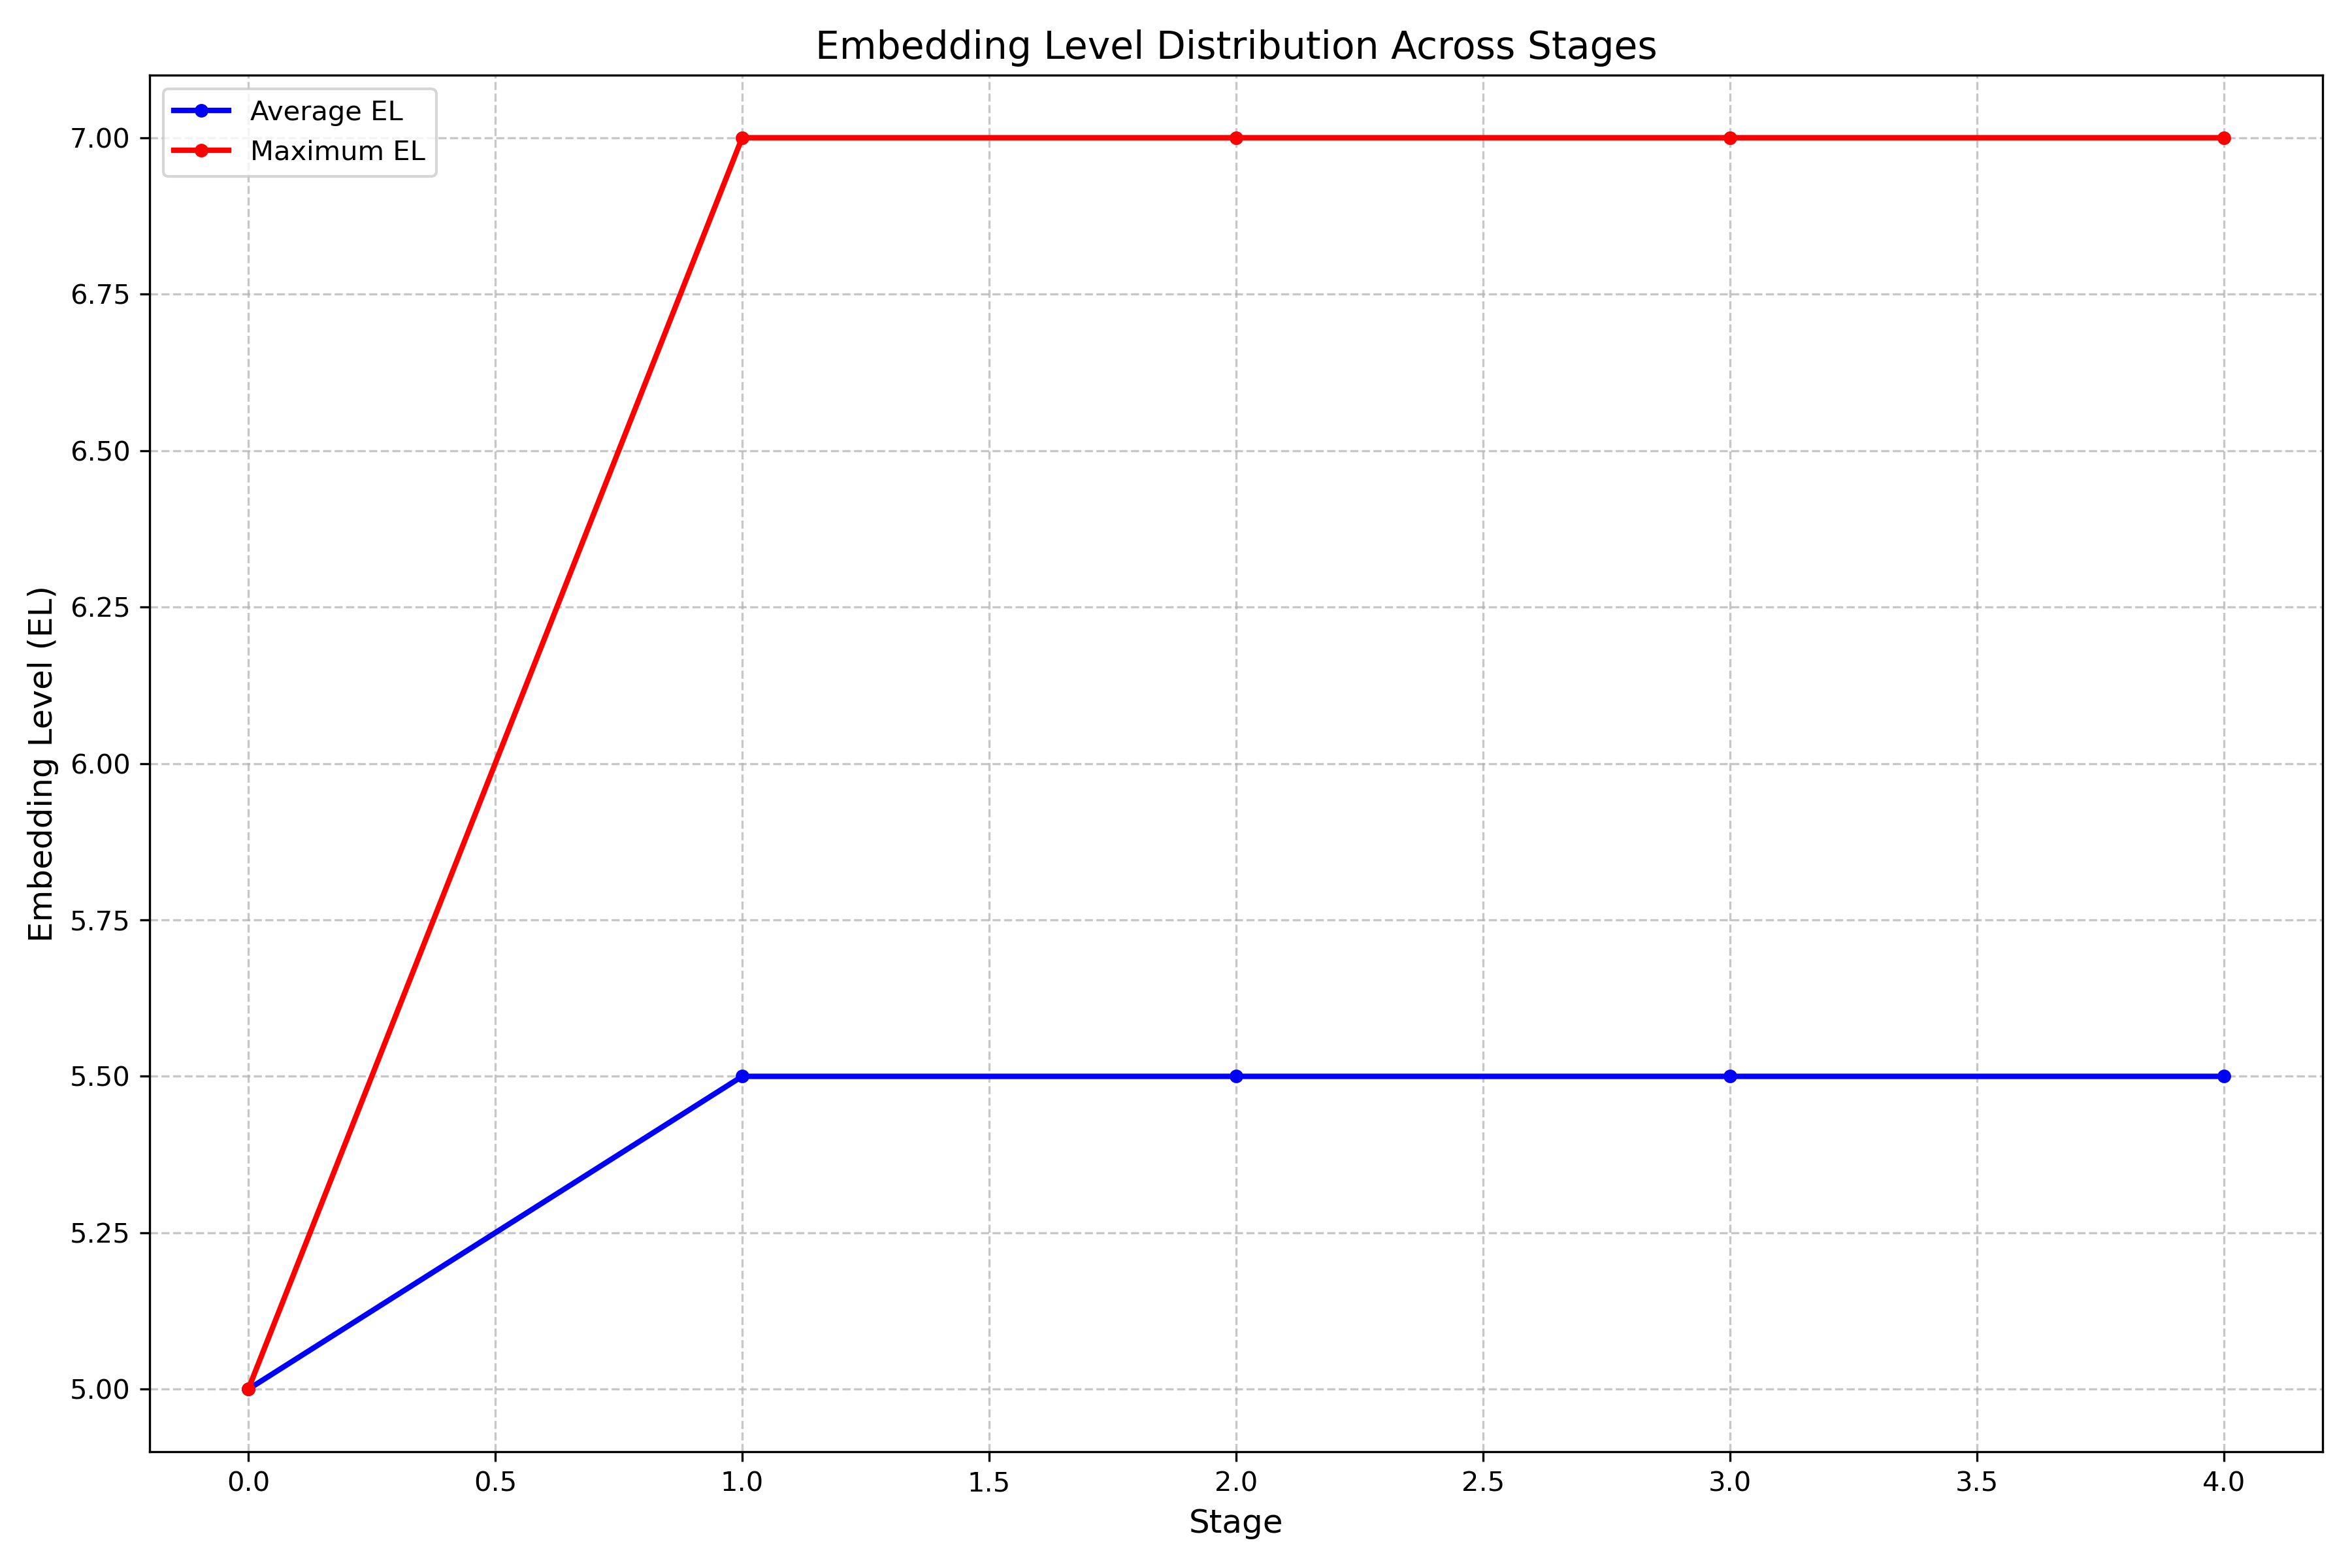 Embedding Level Distribution Across Stages
Average EL
Maximum EL
Embedding Level (EL)
7.00
6.75
6.50
6.25
6.00
5.75
5.50
5.25
5.00
0.0 0.5 1.0 1.5 2.0 2.5 3.0 3.5 4.0
Stage